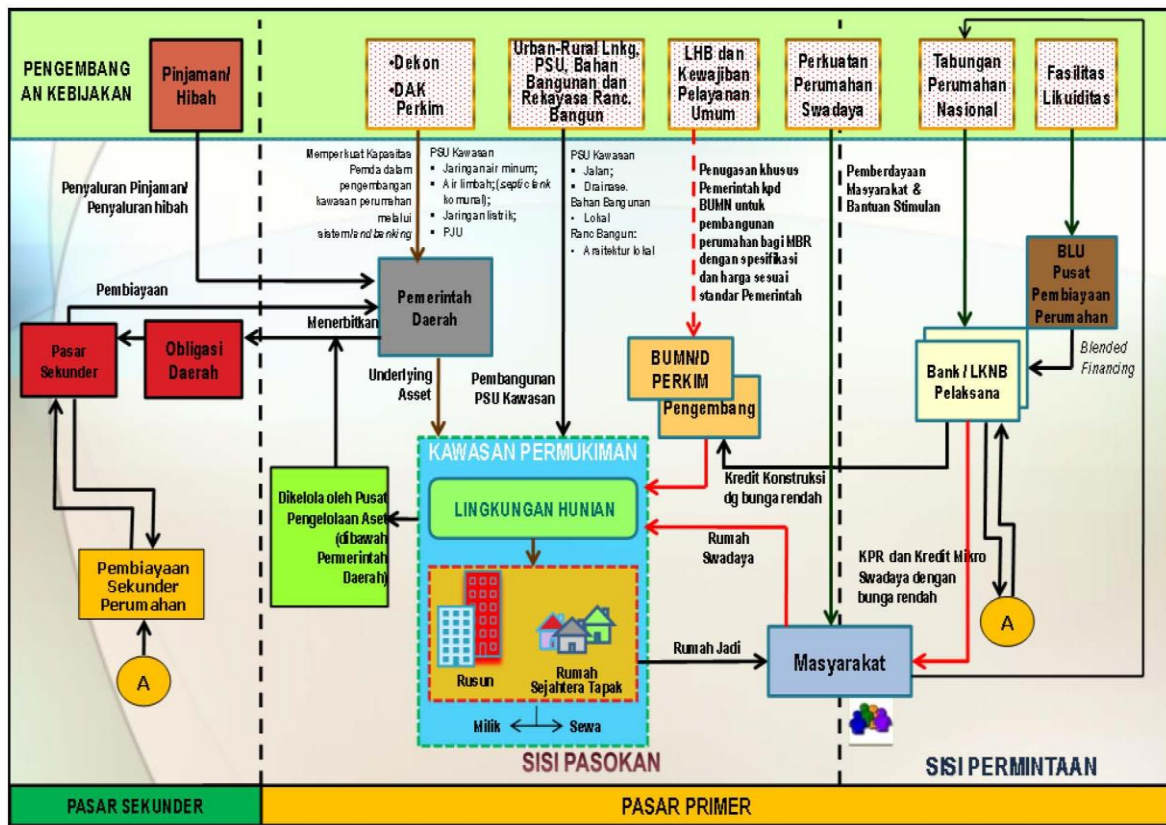 PENGEMBANG
AN KEBIJAKAN
Pinjaman/
Hibah
•Dekon
•DAK
Perkim
Urban-Rural Lnkg,
PSU, Bahan
Bangunan dan
Rekayasa Ranc.
Bangun
LHB dan
Kewajiban
Pelayanan
Umum
Perkuatan
Perumahan
Swadaya
Tabungan
Perumahan
Nasional
Fasilitas
Likuiditas
Penyaluran Pinjaman/
Penyaluran hibah
Memperkuat Kapasitas
Pemda dalam
pengembangan
kawasan perumahan
melalui
sistem landbanking
PSU Kawasan
• Jaringan air minum;
• Air limbah; (septic tank
komunal);
• Jaringan listrik;
• PJU
PSU Kawasan
• Jalan;
• Drainase.
Bahan Bangunan
• Lokal
Ranc Bangun:
• Arsitektur lokal
Penugasan khusus
Pemerintah kpd
BUMN untuk
pembangunan
perumahan bagi MBR
dengan spesifikasi
dan harga sesuai
standar Pemerintah
Pemberdayaan
Masyarakat &
Bantuan Stimulan
BLU
Pusat
Pembiayaan
Perumahan
Blended
Financing
Pembiayaan
Menerbitkan
Pemerintah
Daerah
Pasar
Sekunder
Obligasi
Daerah
Underlying
Asset
Pembangunan
PSU Kawasan
BUMN/D
PERKIM
Pengembang
Bank / LKNB
Pelaksana
KAWASAN PERMUKIMAN
LINGKUNGAN HUNIAN
Kredit Konstruksi
dg bunga rendah
Dikelola oleh Pusat
Pengelolaan Aset
(dibawah
Permerintah
Daerah)
Rumah
Swadaya
KPR dan Kredit Mikro
Swadaya dengan
bunga rendah
Pembiayaan
Sekunder
Perumahan
A
A
Rusun
Rumah
Sejahtera Tapak
Rumah Jadi
Masyarakat
Milik
Sewa
SISI PASOKAN
SISI PERMINTAAN
PASAR SEKUNDER
PASAR PRIMER